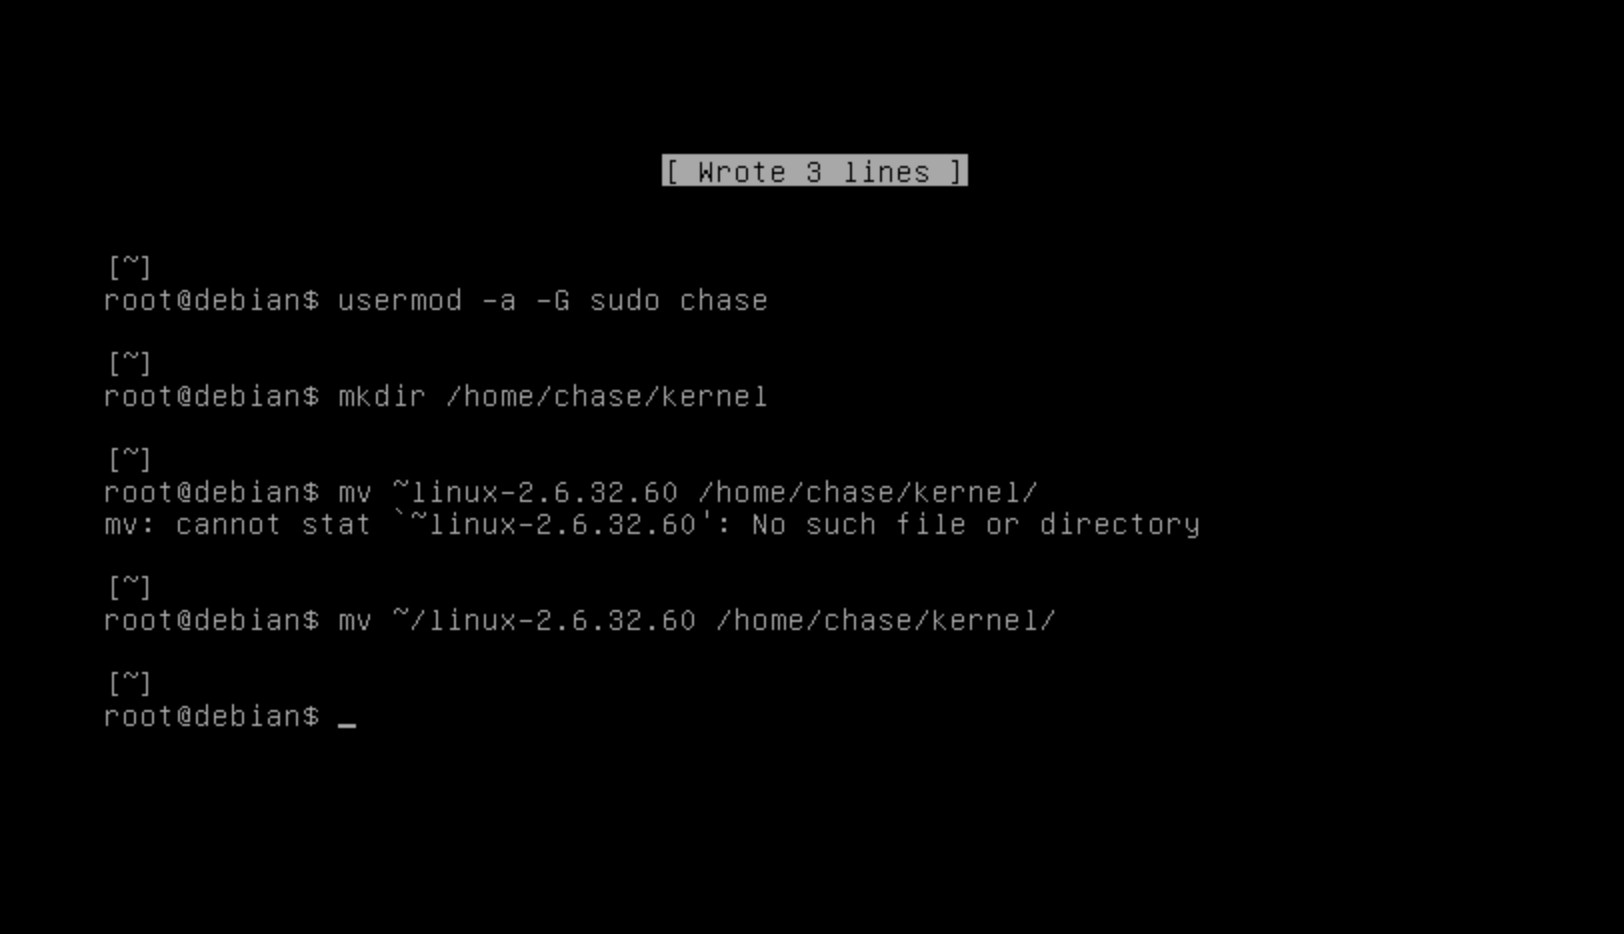 [ Wrote 3 lines ]
[~]
root@debian$ usermod -a -G sudo chase
[~]
root@debian$ mkdir /home/chase/kernel
[~]
root@debian$ mv ~linux-2.6.32.60 /home/chase/kernel/
mv: cannot stat `~linux-2.6.32.60': No such file or directory
[~]
root@debian$ mv ~/linux-2.6.32.60 /home/chase/kernel/
[~]
root@debian$ _